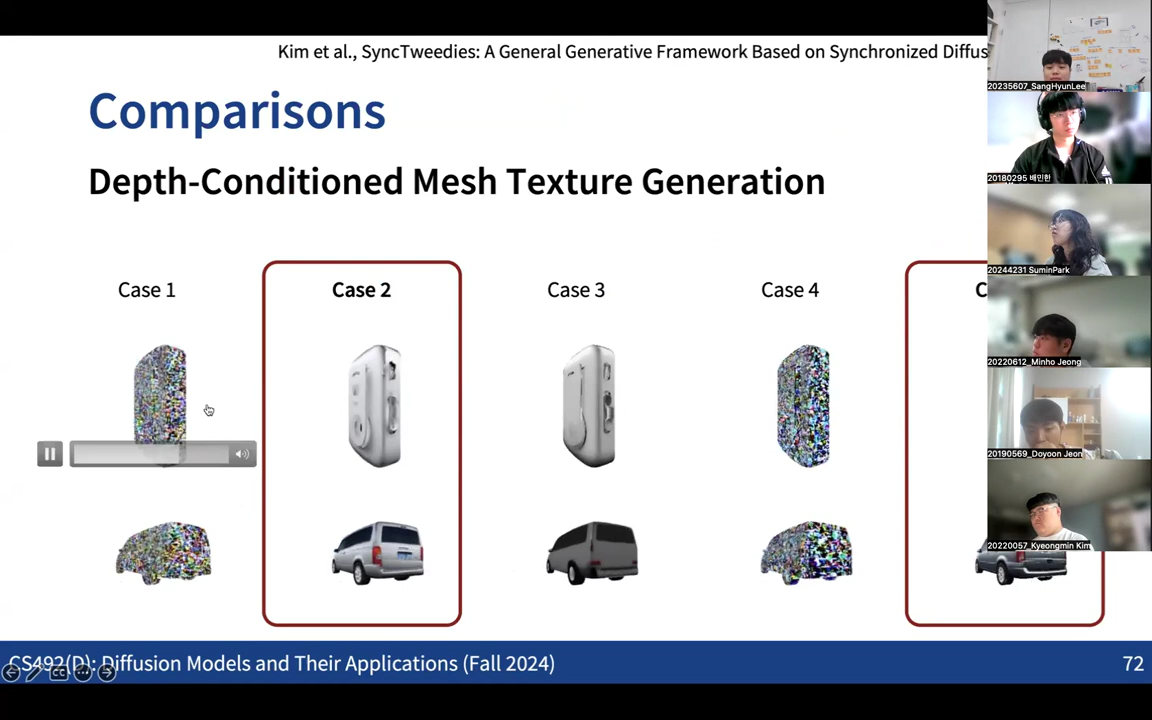 Kim et al., SyncTweedies: A General Generative Framework Based on Synchronized Diffus
Comparisons
Depth-Conditioned Mesh Texture Generation
Case 1
Case 2
Case 3
Case 4
C
20235607_SangHyunLee
20180295 배민한
20244231 SuminPark
20220612_Minho Jeong
20190569_Doyoon Jeon
20220057_Kyeongmin Kim
CS492(D): Diffusion Models and Their Applications (Fall 2024)
72